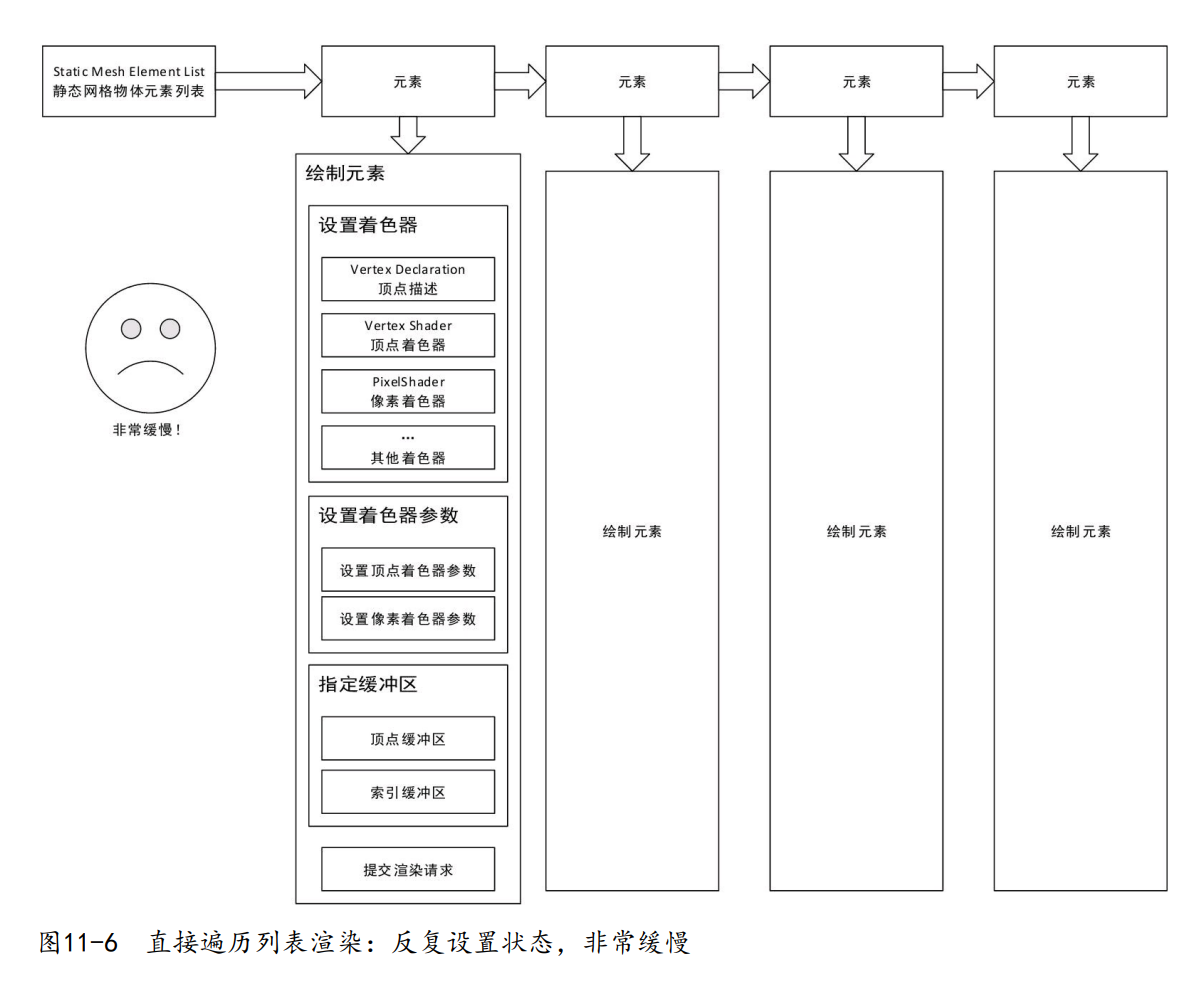 Static Mesh Element List
静态网格物体元素列表
元素
元素
元素
元素
绘制元素
设置着色器
Vertex Declaration
顶点描述
Vertex Shader
顶点着色器
PixelShader
像素着色器
...
其他着色器
设置着色器参数
设置顶点着色器参数
设置像素着色器参数
指定缓冲区
顶点缓冲区
索引缓冲区
提交渲染请求
绘制元素
绘制元素
绘制元素
非常缓慢！
图11-6 直接遍历列表渲染：反复设置状态，非常缓慢